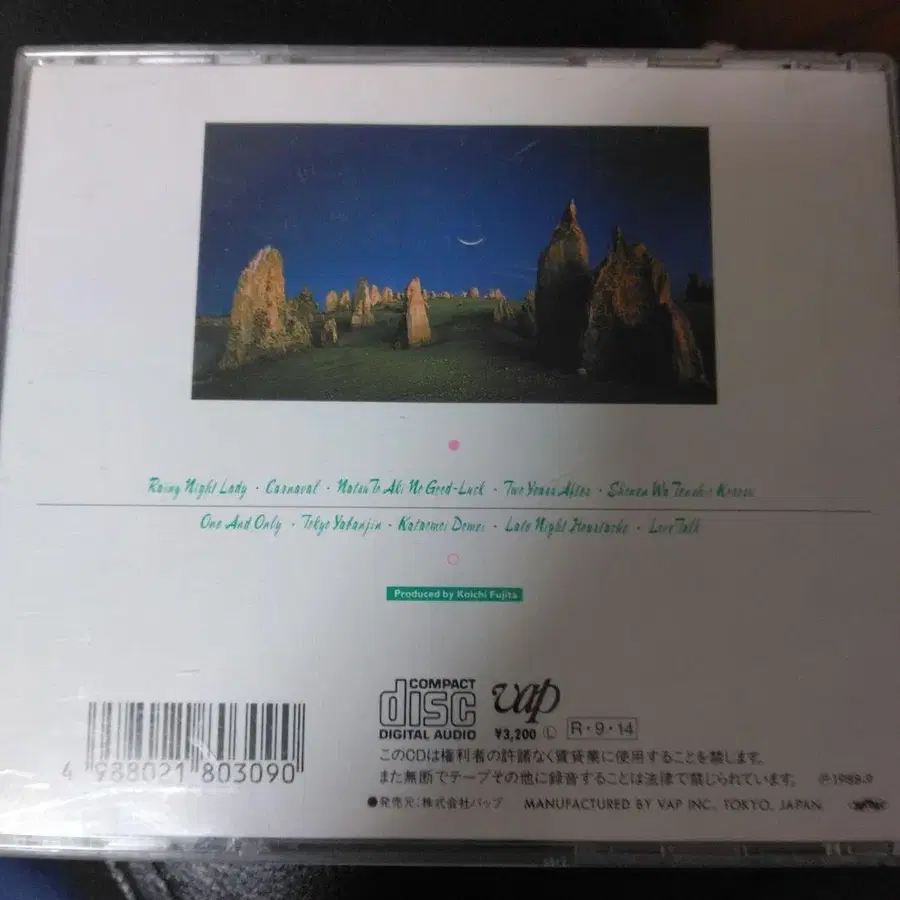 Rainy Night Lady · Carnaval · Natsu To Aki No Good-Luck · Two Years After · Shonen Wa Tenshi
One And Only · Tokyo Yabanjin · Kataomoi Domei · Late Night Heartache · Love Talk
Produced by Koichi Fujita
COMPACT
disc
DIGITAL AUDIO
vap
¥3,200 Ⓛ R・9・14
4 988021 803090
このCDは権利者の許諾なく賃貸業に使用することを禁じます。
また無断でテープその他に録音することは法律で禁じられています。 ℗1988・9
●発売元:株式会社バップ MANUFACTURED BY VAP INC. TOKYO, JAPAN